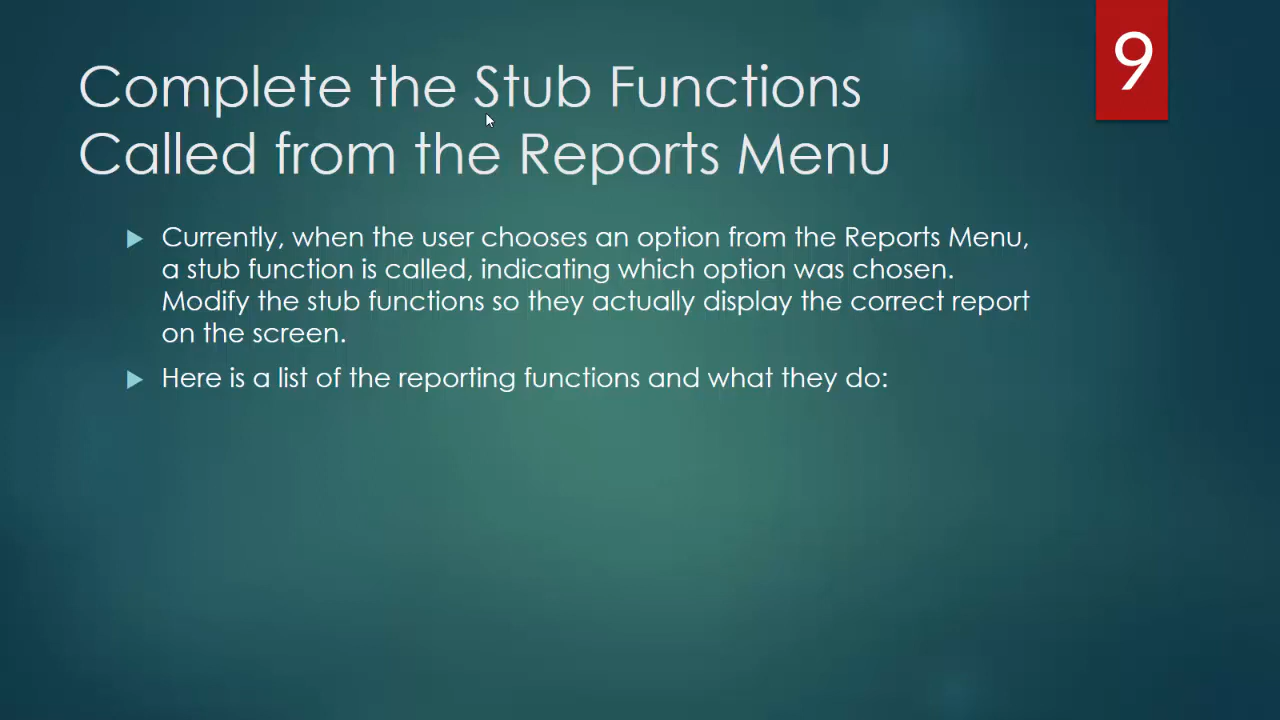 9
Complete the Stub Functions
Called from the Reports Menu
Currently, when the user chooses an option from the Reports Menu,
a stub function is called, indicating which option was chosen.
Modify the stub functions so they actually display the correct report
on the screen.
Here is a list of the reporting functions and what they do: